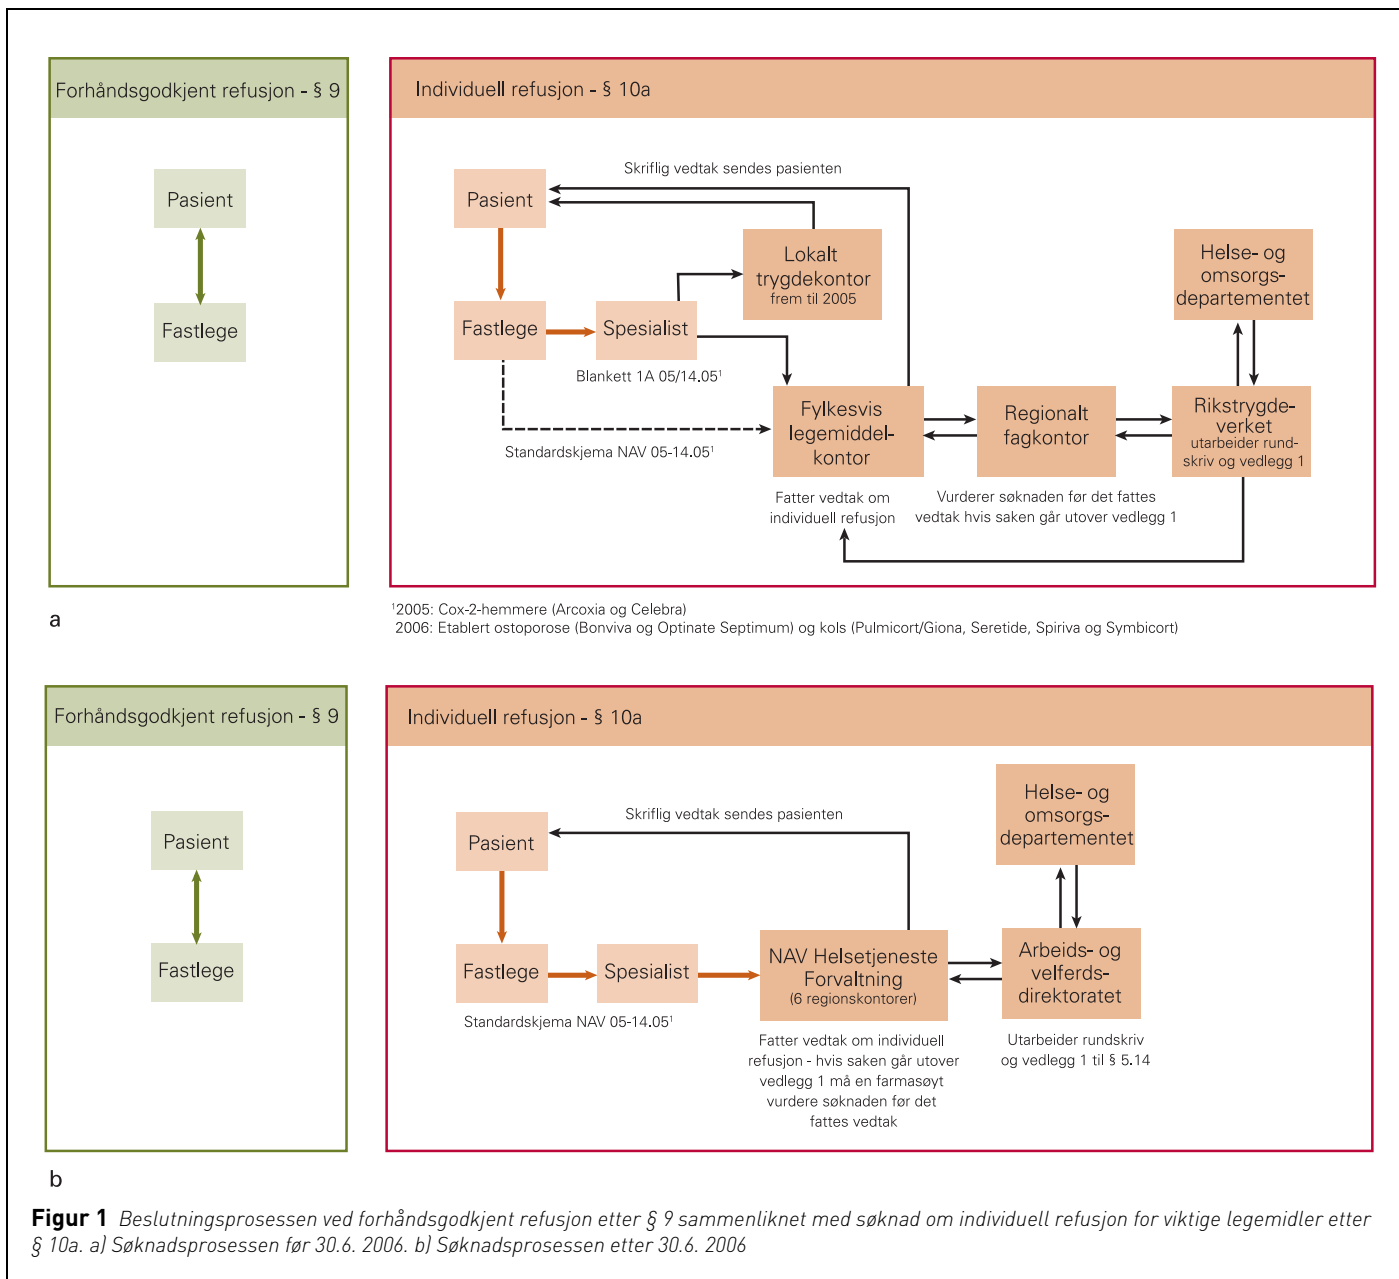 Forhåndsgodkjent refusjon - § 9
Pasient
Fastlege
Individuell refusjon - § 10a
Skriflig vedtak sendes pasienten
Pasient
Lokalt
trygdekontor
frem til 2005
Helse- og
omsorgs-
departementet
Fastlege
Spesialist
Blankett 1A 05/14.05¹
Fylkesvis
legemiddel-
kontor
Regionalt
fagkontor
Rikstrygde-
verket
utarbeider rund-
skriv og vedlegg 1
Standardskjema NAV 05-14.05¹
Fatter vedtak om
individuell refusjon
Vurderer søknaden før det fattes
vedtak hvis saken går utover vedlegg 1
a
¹2005: Cox-2-hemmere (Arcoxia og Celebra)
2006: Etablert ostoporose (Bonviva og Optinate Septimum) og kols (Pulmicort/Giona, Seretide, Spiriva og Symbicort)
Forhåndsgodkjent refusjon - § 9
Pasient
Fastlege
Individuell refusjon - § 10a
Skriflig vedtak sendes pasienten
Pasient
Helse- og
omsorgs-
departementet
Fastlege
Spesialist
NAV Helsetjeneste
Forvaltning
(6 regionskontorer)
Arbeids- og
velferds-
direktoratet
Standardskjema NAV 05-14.05¹
Fatter vedtak om individuell
refusjon - hvis saken går utover
vedlegg 1 må en farmasøyt
vurdere søknaden før det
fattes vedtak
Utarbeider rundskriv
og vedlegg 1 til § 5.14
b
Figur 1 Beslutningsprosessen ved forhåndsgodkjent refusjon etter § 9 sammenliknet med søknad om individuell refusjon for viktige legemidler etter
§ 10a. a) Søknadsprosessen før 30.6. 2006. b) Søknadsprosessen etter 30.6. 2006